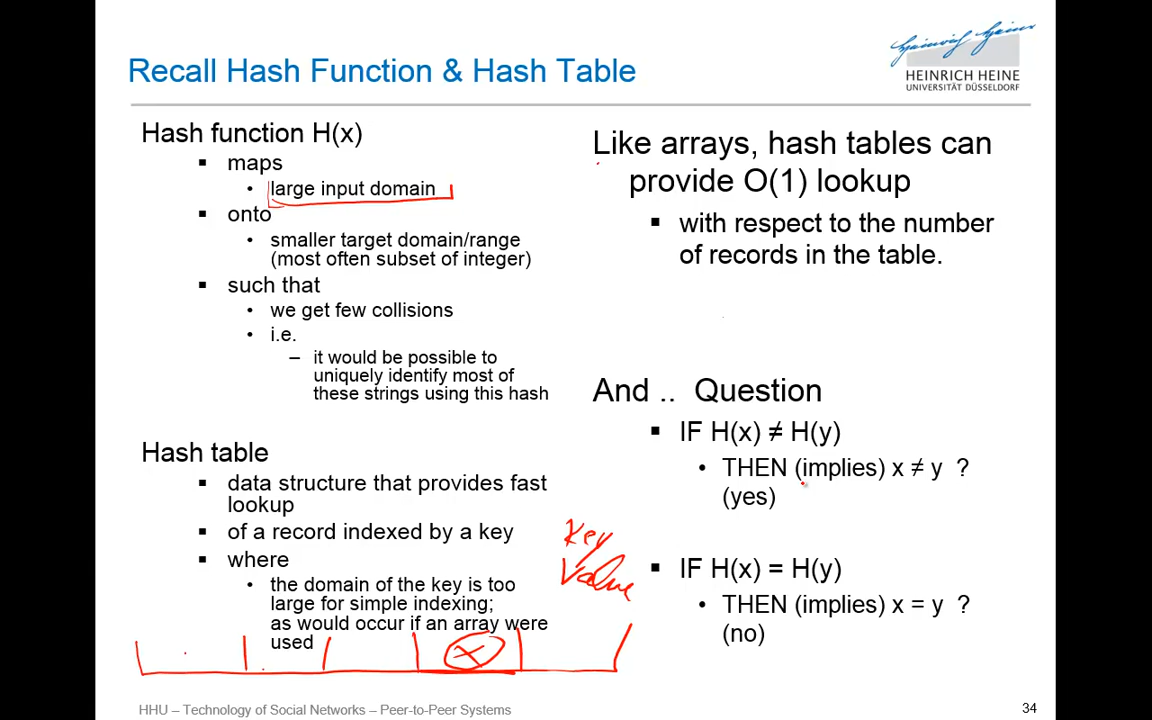 Recall Hash Function & Hash Table
Heinrich Heine
HEINRICH HEINE
UNIVERSITÄT DÜSSELDORF
Hash function H(x)
▪ maps
• large input domain
▪ onto
• smaller target domain/range
(most often subset of integer)
▪ such that
• we get few collisions
• i.e.
– it would be possible to
uniquely identify most of
these strings using this hash
Hash table
▪ data structure that provides fast
lookup
▪ of a record indexed by a key
▪ where
• the domain of the key is too
large for simple indexing;
as would occur if an array were
used
x
Key
Value
Like arrays, hash tables can
provide O(1) lookup
▪ with respect to the number
of records in the table.
And .. Question
▪ IF H(x) ≠ H(y)
• THEN (implies) x ≠ y ?
(yes)
▪ IF H(x) = H(y)
• THEN (implies) x = y ?
(no)
HHU – Technology of Social Networks – Peer-to-Peer Systems
34